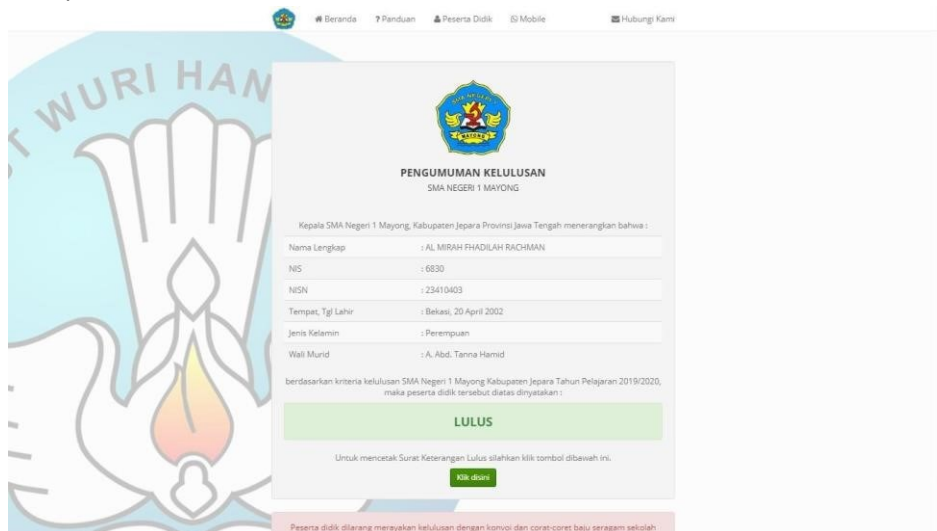 Beranda ? Panduan Peserta Didik Mobile Hubungi Kami
WURI HAN
SMA NEGERI 1
MAYONG
PENGUMUMAN KELULUSAN
SMA NEGERI 1 MAYONG
Kepala SMA Negeri 1 Mayong, Kabupaten Jepara Provinsi Jawa Tengah menerangkan bahwa :
Nama Lengkap : AL MIRAH FHADILAH RACHMAN
NIS : 6830
NISN : 23410403
Tempat, Tgl Lahir : Bekasi, 20 April 2002
Jenis Kelamin : Perempuan
Wali Murid : A. Abd. Tanna Hamid
berdasarkan kriteria kelulusan SMA Negeri 1 Mayong Kabupaten Jepara Tahun Pelajaran 2019/2020,
maka peserta didik tersebut diatas dinyatakan :
LULUS
Untuk mencetak Surat Keterangan Lulus silahkan klik tombol dibawah ini.
Klik disini
Peserta didik dilarang merayakan kelulusan dengan konvoi dan corat-coret baju seragam sekolah